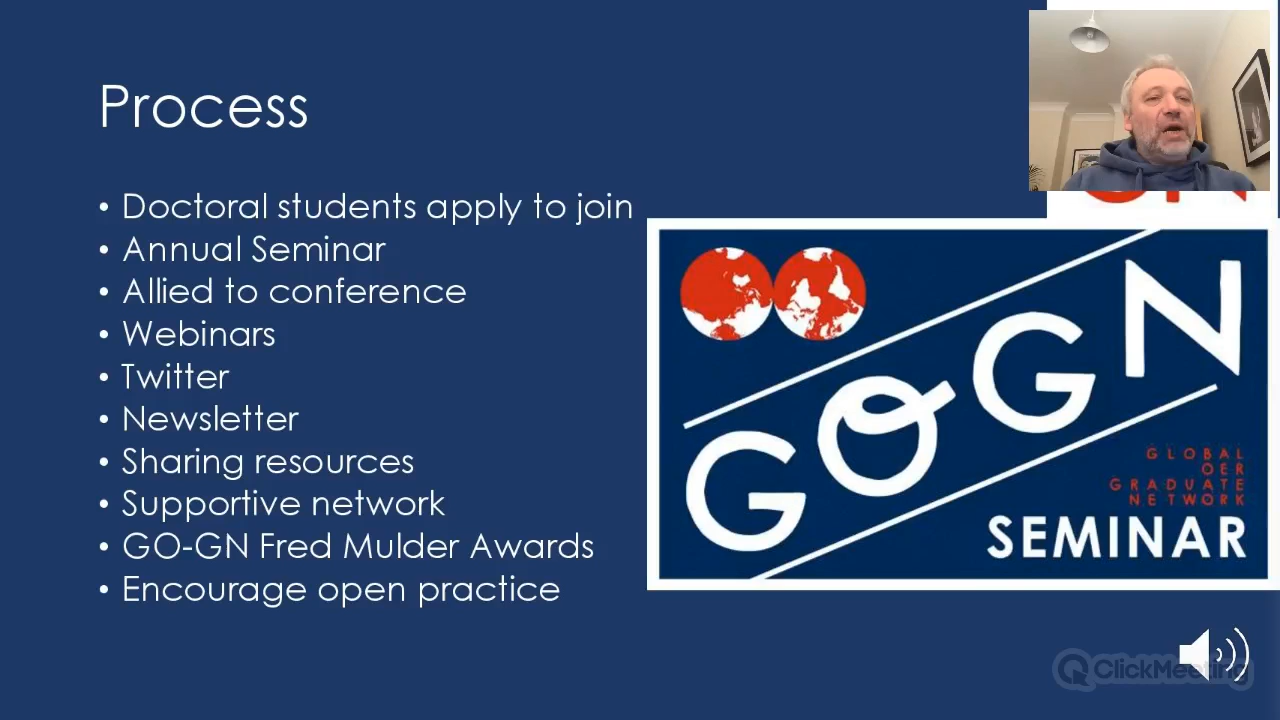 Process
• Doctoral students apply to join
• Annual Seminar
• Allied to conference
• Webinars
• Twitter
• Newsletter
• Sharing resources
• Supportive network
• GO-GN Fred Mulder Awards
• Encourage open practice
GO-GN
GLOBAL
OER
GRADUATE
NETWORK
SEMINAR
ClickMeeting